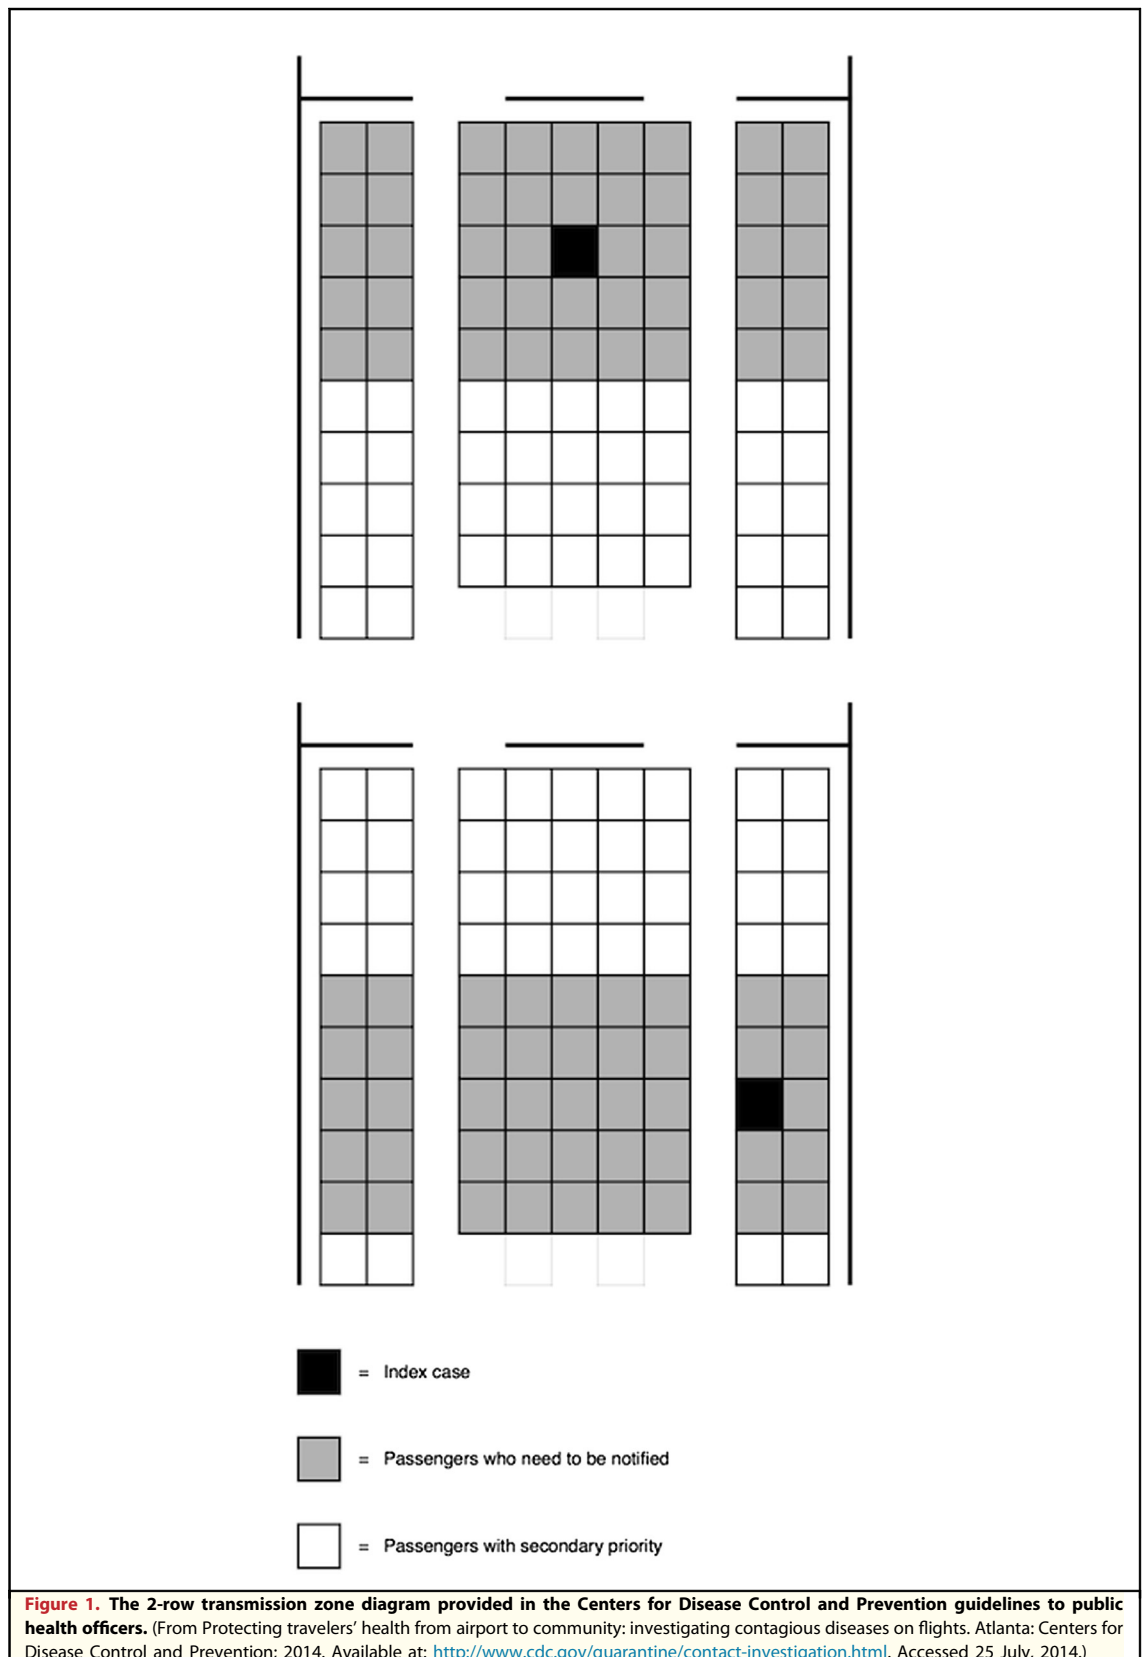 = Index case
= Passengers who need to be notified
= Passengers with secondary priority
Figure 1. The 2-row transmission zone diagram provided in the Centers for Disease Control and Prevention guidelines to public
health officers. (From Protecting travelers’ health from airport to community: investigating contagious diseases on flights. Atlanta: Centers for
Disease Control and Prevention; 2014. Available at: http://www.cdc.gov/quarantine/contact-investigation.html. Accessed 25 July, 2014.)